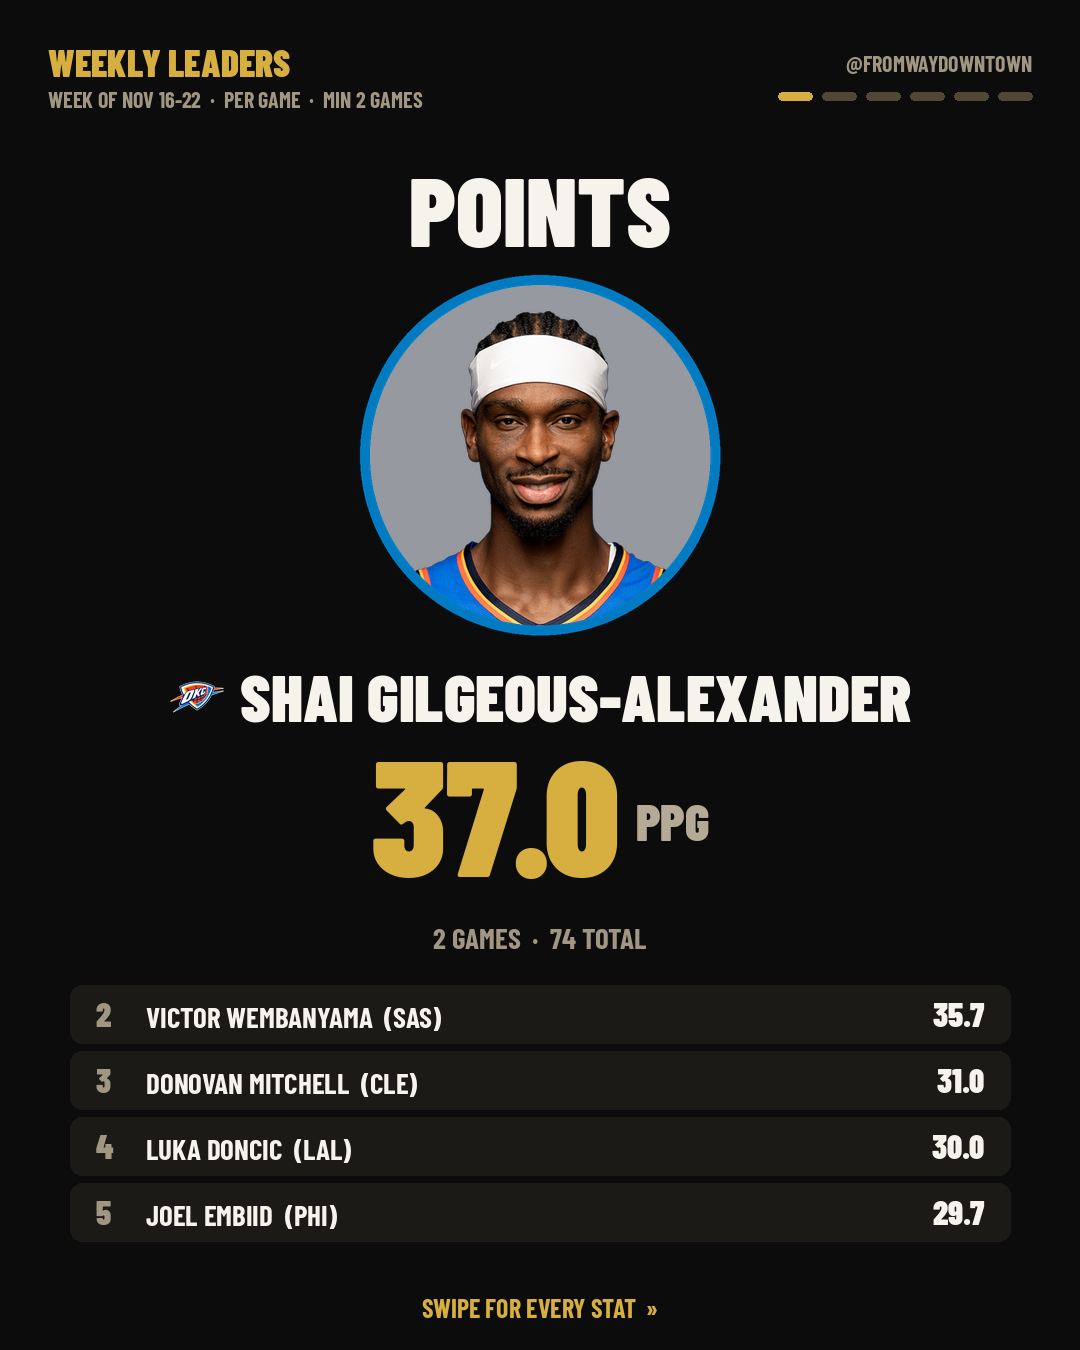 WEEKLY LEADERS
@FROMWAYDOWNTOWN
WEEK OF NOV 16-22 · PER GAME · MIN 2 GAMES
POINTS
OKC
SHAI GILGEOUS-ALEXANDER
37.0 PPG
2 GAMES · 74 TOTAL
2 VICTOR WEMBANYAMA (SAS) 35.7
3 DONOVAN MITCHELL (CLE) 31.0
4 LUKA DONCIC (LAL) 30.0
5 JOEL EMBIID (PHI) 29.7
SWIPE FOR EVERY STAT »